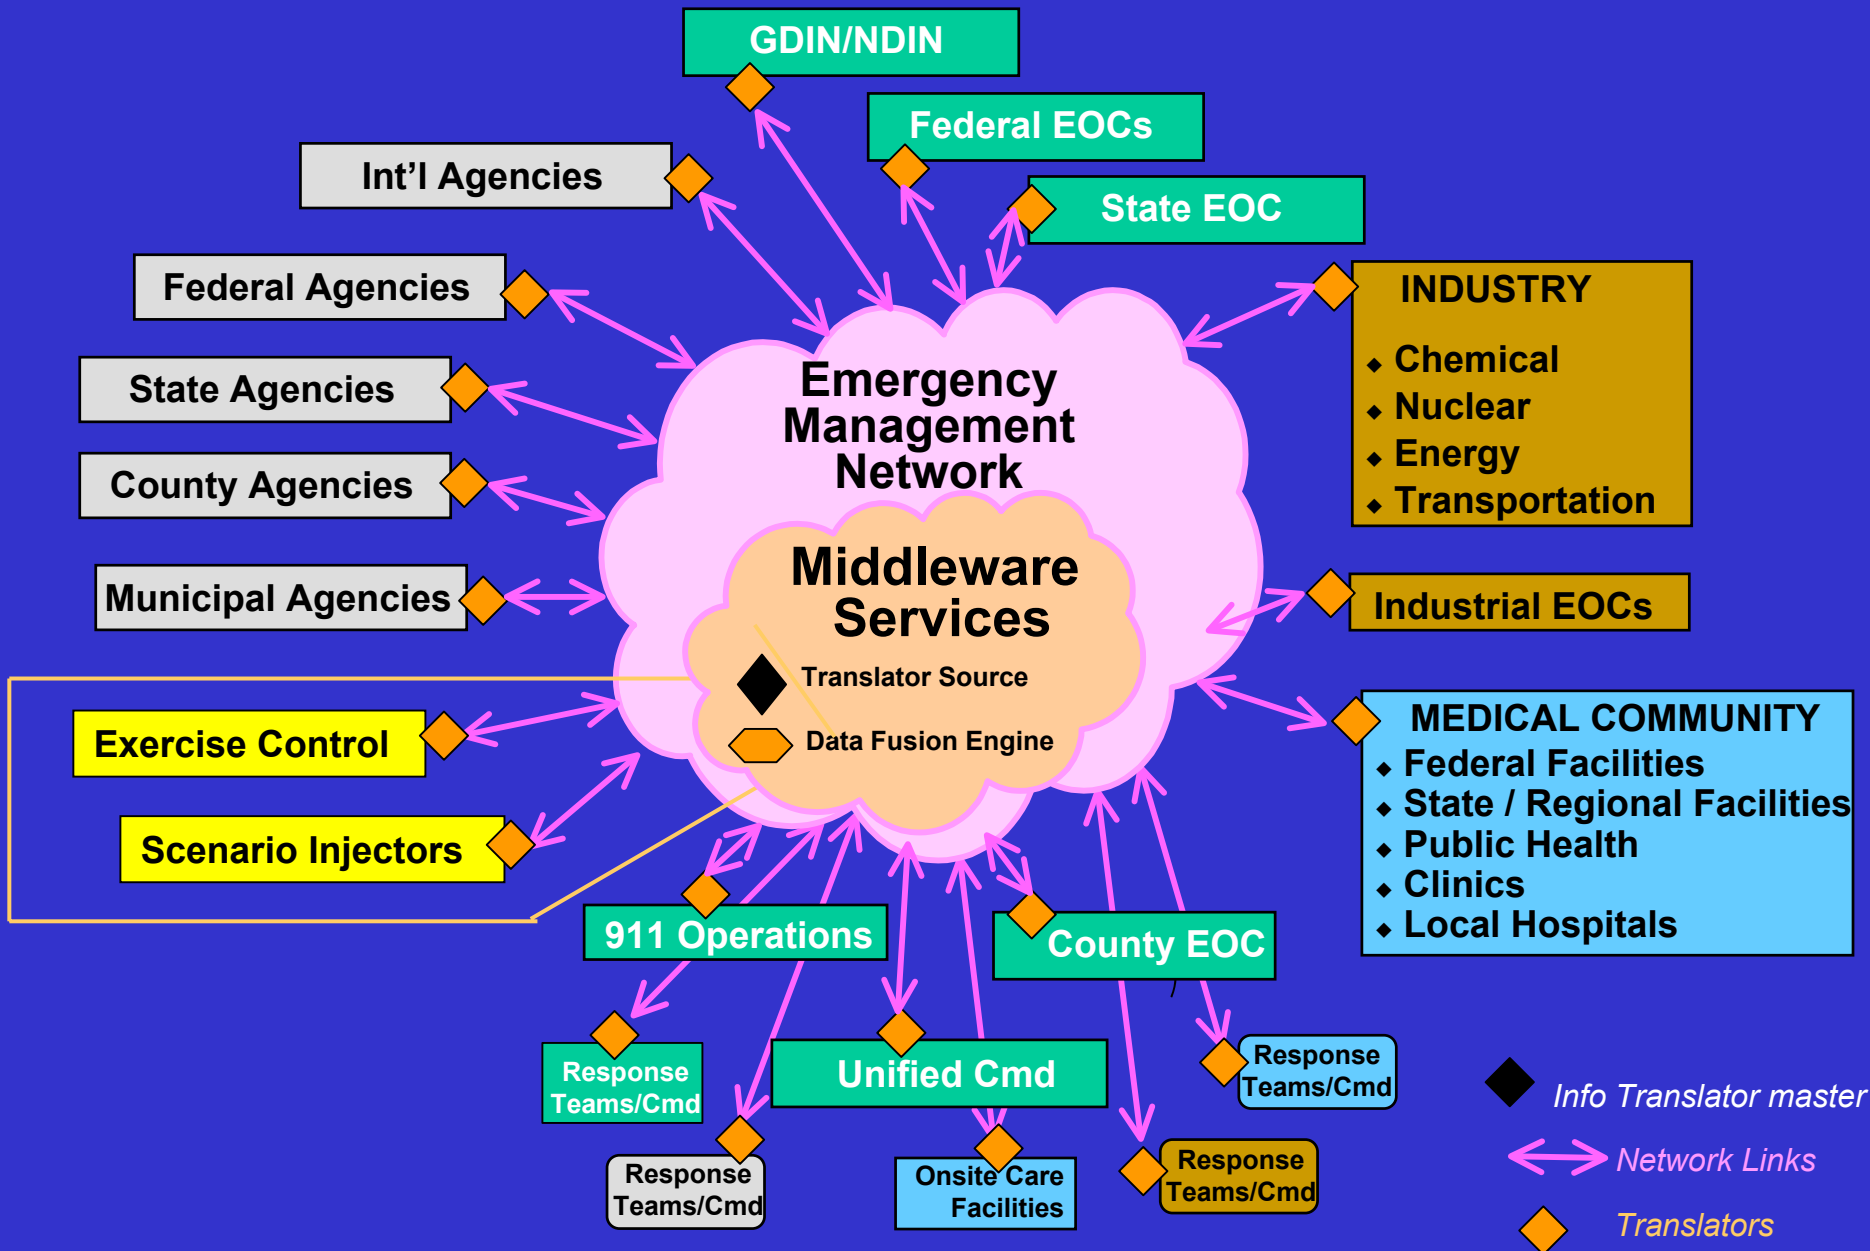 GDIN/NDIN
Federal EOCs
Int’l Agencies
State EOC
Federal Agencies
INDUSTRY
Chemical
Nuclear
Energy
Transportation
State Agencies
County Agencies
Municipal Agencies
Emergency
Management
Network
Middleware
Services
Translator Source
Data Fusion Engine
Industrial EOCs
MEDICAL COMMUNITY
Federal Facilities
State / Regional Facilities
Public Health
Clinics
Local Hospitals
Exercise Control
Scenario Injectors
911 Operations
County EOC
Response
Teams/Cmd
Unified Cmd
Response
Teams/Cmd
Response
Teams/Cmd
Onsite Care
Facilities
Response
Teams/Cmd
Info Translator master
Network Links
Translators